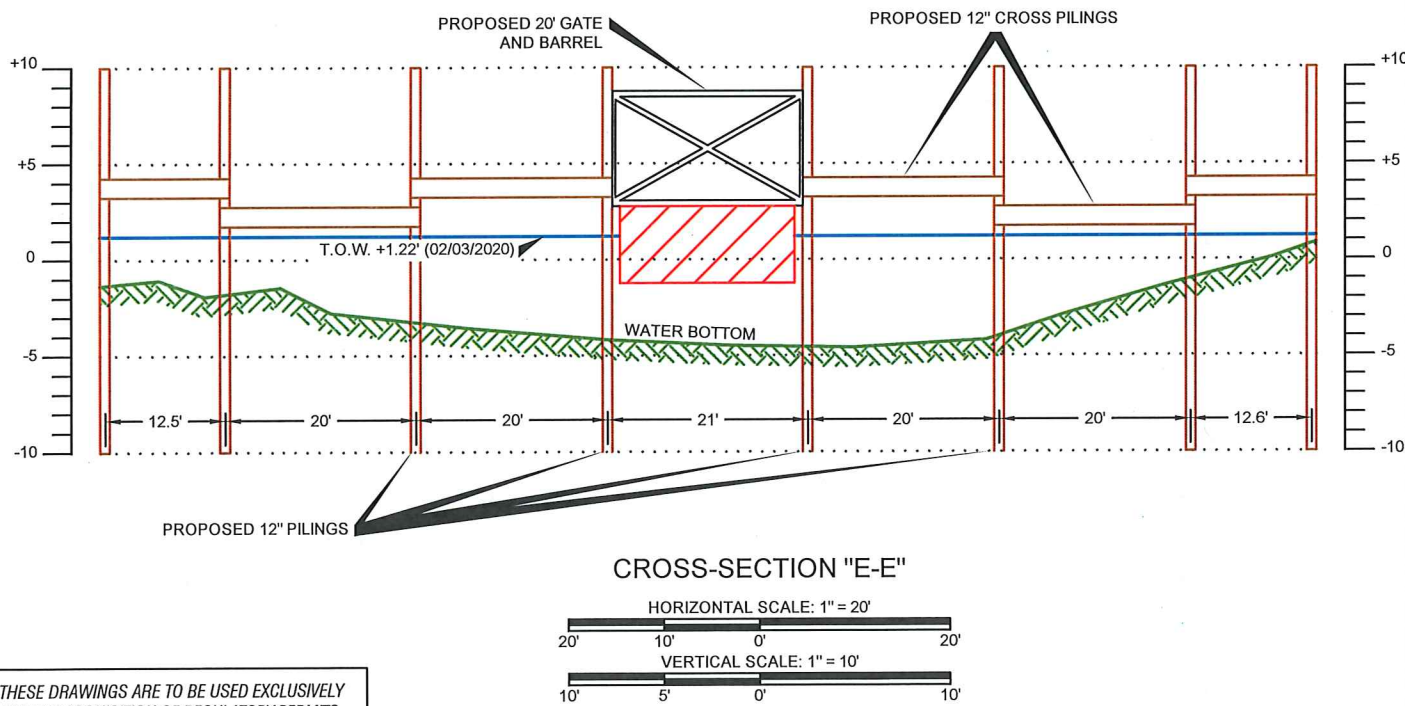 PROPOSED 20' GATE
AND BARREL
PROPOSED 12" CROSS PILINGS
+10
+10
+5
+5
T.O.W. +1.22' (02/03/2020)
0
0
WATER BOTTOM
-5
-5
12.5'
20'
20'
21'
20'
20'
12.6'
-10
-10
PROPOSED 12" PILINGS
CROSS-SECTION "E-E"
HORIZONTAL SCALE: 1" = 20'
20'
10'
0'
20'
VERTICAL SCALE: 1" = 10'
10'
5'
0'
10'
THESE DRAWINGS ARE TO BE USED EXCLUSIVELY